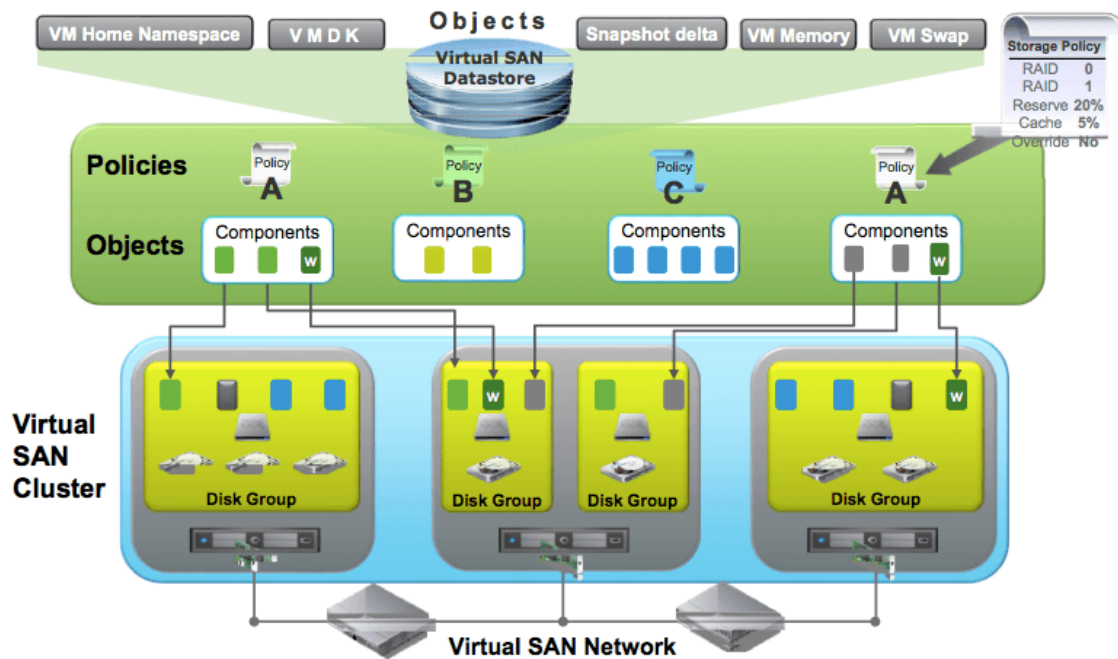 Objects
VM Home Namespace
V M D K
Snapshot delta
VM Memory
VM Swap
Virtual SAN
Datastore
Storage Policy
RAID 0
RAID 1
Reserve 20%
Cache 5%
Override No
Policies
Policy
A
Policy
B
Policy
C
Policy
A
Objects
Components
W
Components
Components
Components
W
Virtual
SAN
Cluster
W
W
Disk Group
Disk Group
Disk Group
Disk Group
Virtual SAN Network